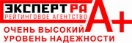 ЭКСПЕРТ РА
РЕЙТИНГОВОЕ АГЕНТСТВО
A+
ОЧЕНЬ ВЫСОКИЙ
УРОВЕНЬ НАДЕЖНОСТИ